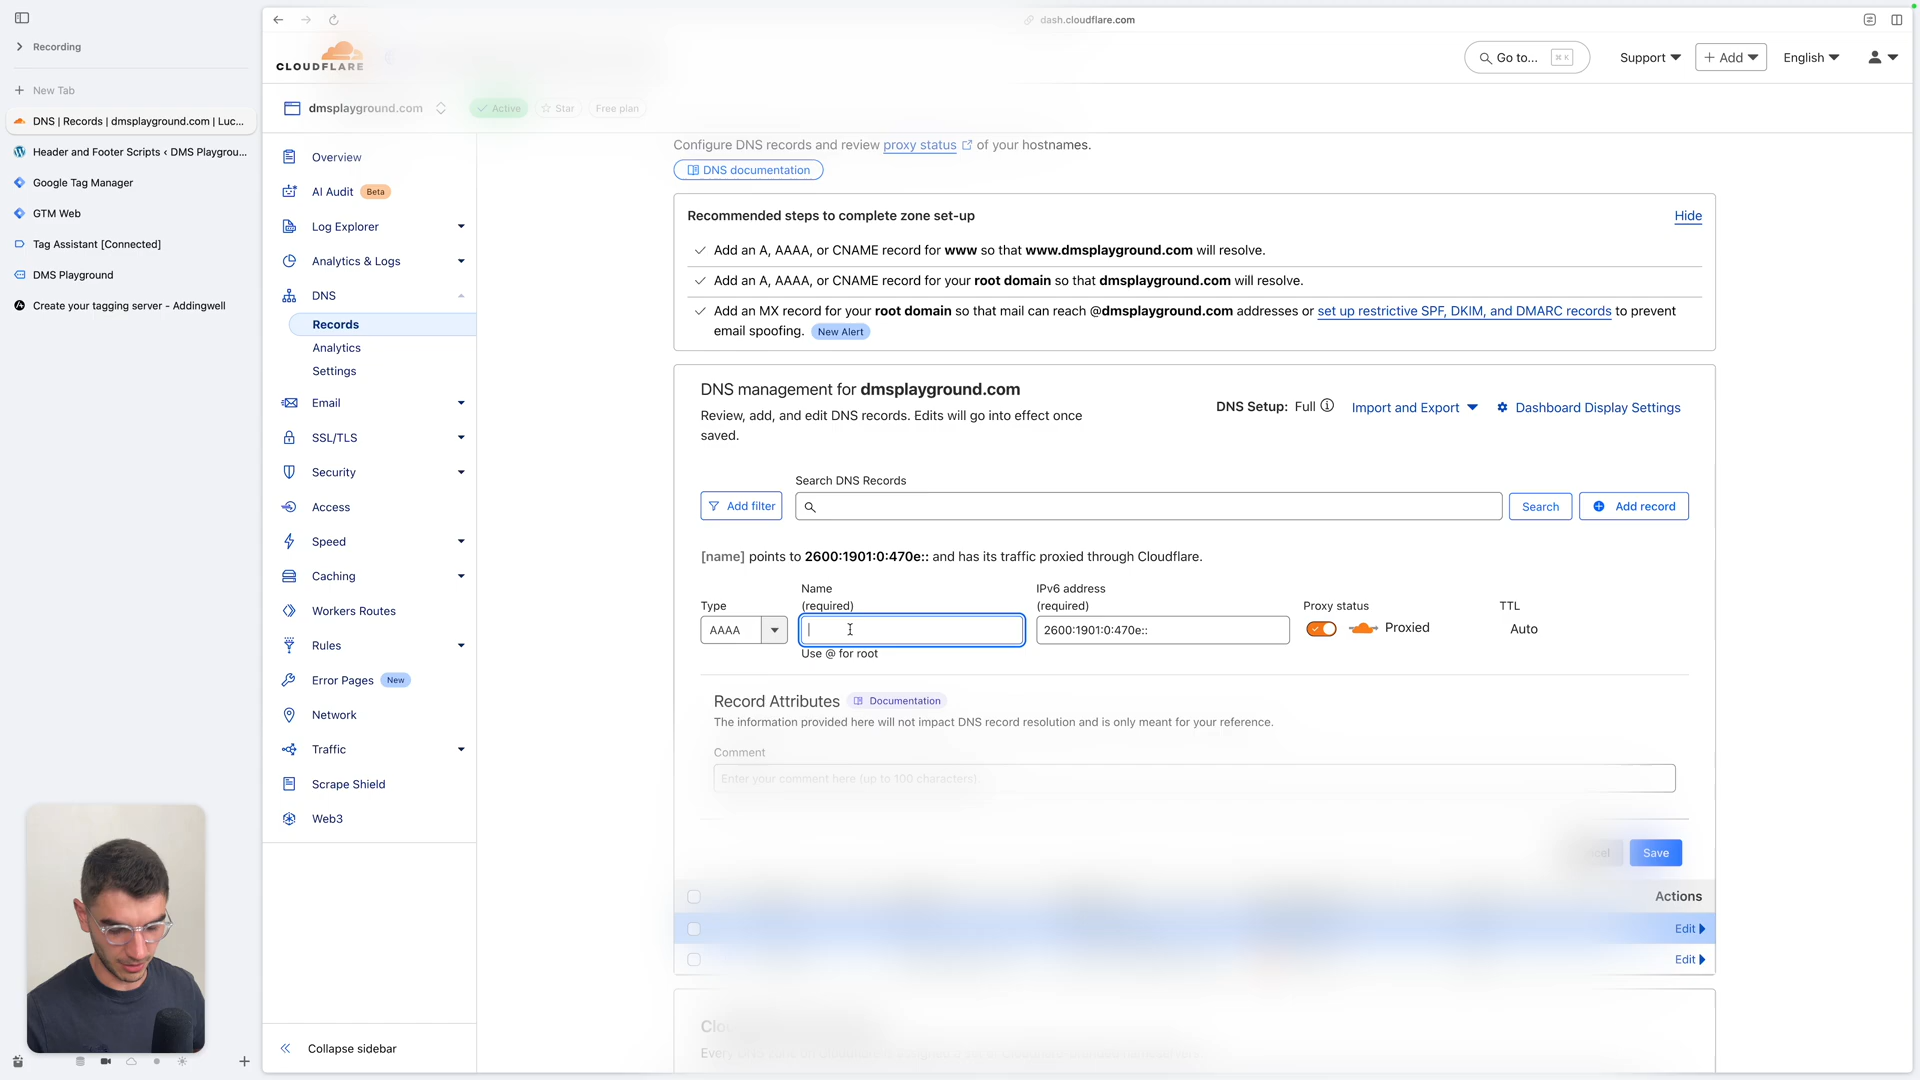 Recording
New Tab
DNS | Records | dmsplayground.com | Luc...
Header and Footer Scripts ‹ DMS Playgrou...
Google Tag Manager
GTM Web
Tag Assistant [Connected]
DMS Playground
Create your tagging server - Addingwell
dash.cloudflare.com
CLOUDFLARE
Go to... ⌘ K
Support
+ Add
English
dmsplayground.com
Active
Star
Free plan
Overview
AI Audit Beta
Log Explorer
Analytics & Logs
DNS
Records
Analytics
Settings
Email
SSL/TLS
Security
Access
Speed
Caching
Workers Routes
Rules
Error Pages New
Network
Traffic
Scrape Shield
Web3
Collapse sidebar
Configure DNS records and review proxy status of your hostnames.
DNS documentation
Recommended steps to complete zone set-up
Hide
Add an A, AAAA, or CNAME record for www so that www.dmsplayground.com will resolve.
Add an A, AAAA, or CNAME record for your root domain so that dmsplayground.com will resolve.
Add an MX record for your root domain so that mail can reach @dmsplayground.com addresses or set up restrictive SPF, DKIM, and DMARC records to prevent
email spoofing. New Alert
DNS management for dmsplayground.com
Review, add, and edit DNS records. Edits will go into effect once
saved.
DNS Setup: Full
Import and Export
Dashboard Display Settings
Search DNS Records
Add filter
Search
Add record
[name] points to 2600:1901:0:470e:: and has its traffic proxied through Cloudflare.
Type
Name
(required)
IPv6 address
(required)
Proxy status
TTL
AAAA
2600:1901:0:470e::
Proxied
Auto
Use @ for root
Record Attributes
Documentation
The information provided here will not impact DNS record resolution and is only meant for your reference.
Comment
Enter your comment here (up to 100 characters)
Save
Actions
Edit
Edit